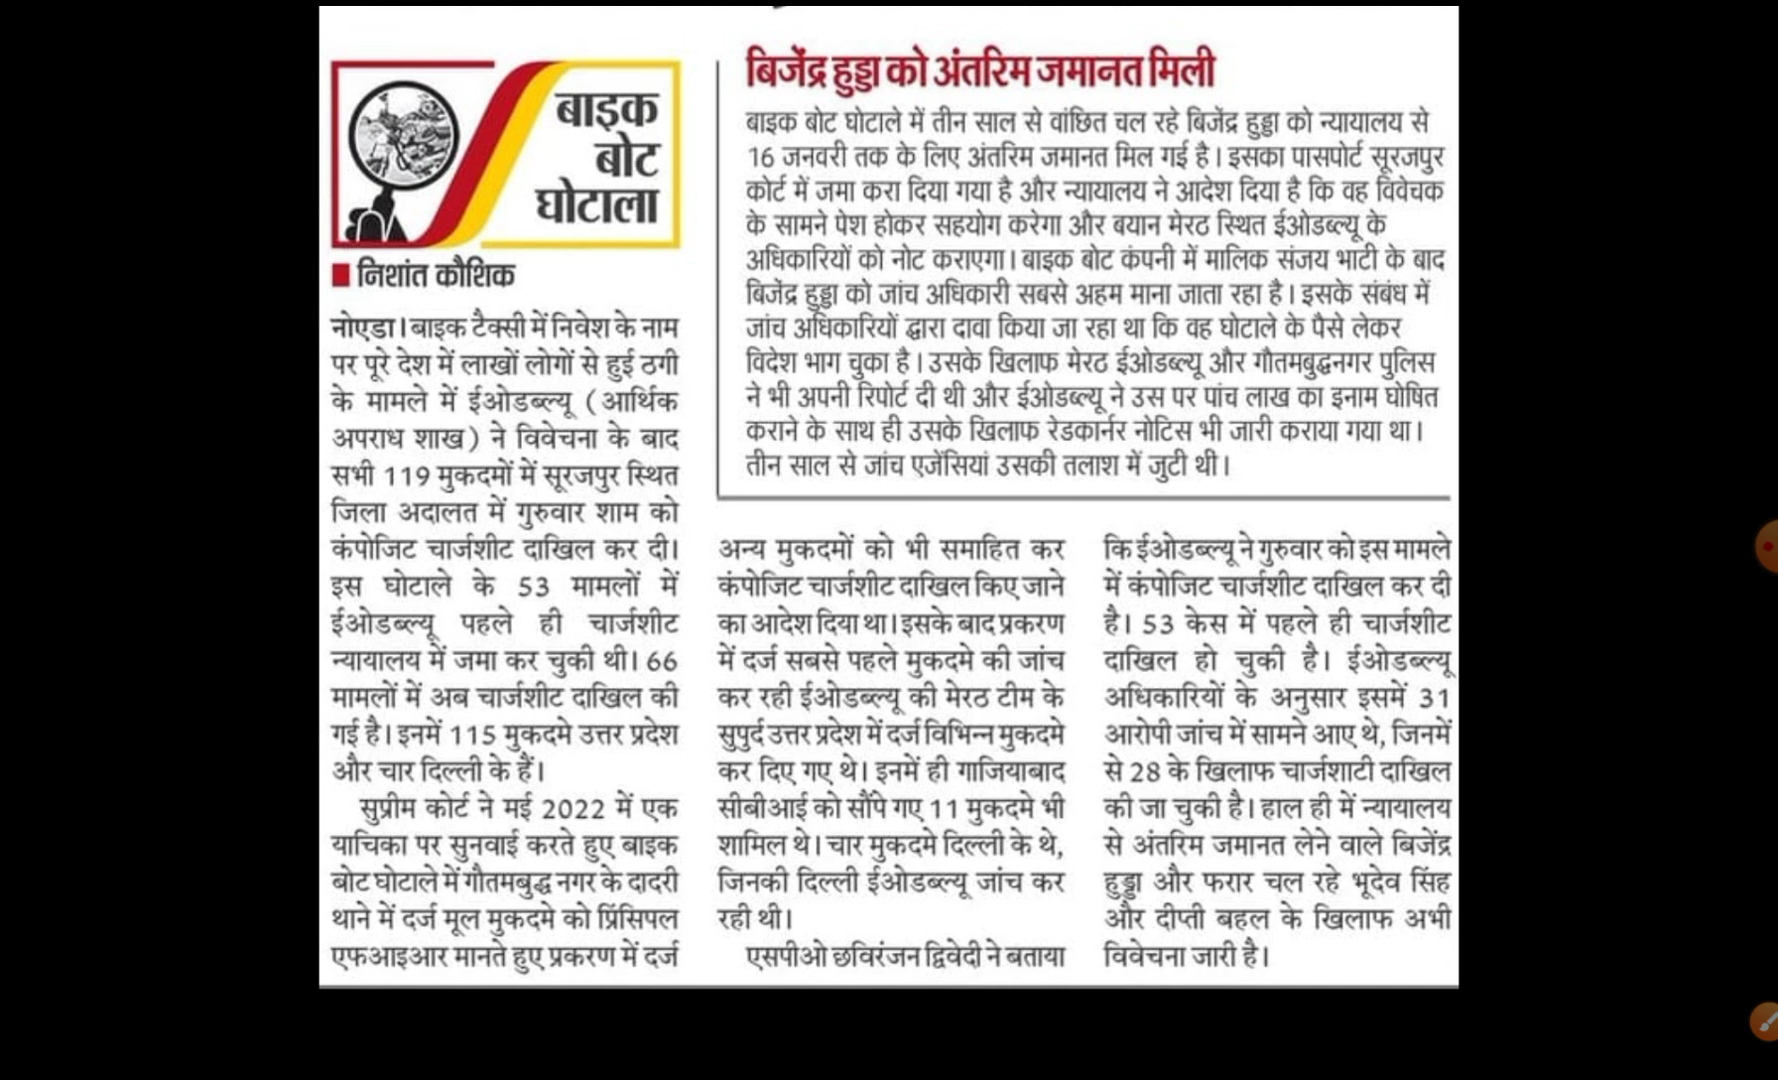 बाइक
बोट
घोटाला
निशांत कौशिक
नोएडा। बाइक टैक्सी में निवेश के नाम
पर पूरे देश में लाखों लोगों से हुई ठगी
के मामले में ईओडब्ल्यू (आर्थिक
अपराध शाख) ने विवेचना के बाद
सभी 119 मुकदमों में सूरजपुर स्थित
जिला अदालत में गुरुवार शाम को
कंपोजिट चार्जशीट दाखिल कर दी।
इस घोटाले के 53 मामलों में
ईओडब्ल्यू पहले ही चार्जशीट
न्यायालय में जमा कर चुकी थी। 66
मामलों में अब चार्जशीट दाखिल की
गई है। इनमें 115 मुकदमे उत्तर प्रदेश
और चार दिल्ली के हैं।
सुप्रीम कोर्ट ने मई 2022 में एक
याचिका पर सुनवाई करते हुए बाइक
बोट घोटाले में गौतमबुद्ध नगर के दादरी
थाने में दर्ज मूल मुकदमे को प्रिंसिपल
एफआइआर मानते हुए प्रकरण में दर्ज
बिजेंद्र हुड्डा को अंतरिम जमानत मिली
बाइक बोट घोटाले में तीन साल से वांछित चल रहे बिजेंद्र हुड्डा को न्यायालय से
16 जनवरी तक के लिए अंतरिम जमानत मिल गई है। इसका पासपोर्ट सूरजपुर
कोर्ट में जमा करा दिया गया है और न्यायालय ने आदेश दिया है कि वह विवेचक
के सामने पेश होकर सहयोग करेगा और बयान मेरठ स्थित ईओडब्ल्यू के
अधिकारियों को नोट कराएगा। बाइक बोट कंपनी में मालिक संजय भाटी के बाद
बिजेंद्र हुड्डा को जांच अधिकारी सबसे अहम माना जाता रहा है। इसके संबंध में
जांच अधिकारियों द्वारा दावा किया जा रहा था कि वह घोटाले के पैसे लेकर
विदेश भाग चुका है। उसके खिलाफ मेरठ ईओडब्ल्यू और गौतमबुद्धनगर पुलिस
ने भी अपनी रिपोर्ट दी थी और ईओडब्ल्यू ने उस पर पांच लाख का इनाम घोषित
कराने के साथ ही उसके खिलाफ रेडकार्नर नोटिस भी जारी कराया गया था।
तीन साल से जांच एजेंसियां उसकी तलाश में जुटी थी।
अन्य मुकदमों को भी समाहित कर
कंपोजिट चार्जशीट दाखिल किए जाने
का आदेश दिया था। इसके बाद प्रकरण
में दर्ज सबसे पहले मुकदमे की जांच
कर रही ईओडब्ल्यू की मेरठ टीम के
सुपुर्द उत्तर प्रदेश में दर्ज विभिन्न मुकदमे
कर दिए गए थे। इनमें ही गाजियाबाद
सीबीआई को सौंपे गए 11 मुकदमे भी
शामिल थे। चार मुकदमे दिल्ली के थे,
जिनकी दिल्ली ईओडब्ल्यू जांच कर
रही थी।
एसपीओ छविरंजन द्विवेदी ने बताया
कि ईओडब्ल्यू ने गुरुवार को इस मामले
में कंपोजिट चार्जशीट दाखिल कर दी
है। 53 केस में पहले ही चार्जशीट
दाखिल हो चुकी है। ईओडब्ल्यू
अधिकारियों के अनुसार इसमें 31
आरोपी जांच में सामने आए थे, जिनमें
से 28 के खिलाफ चार्जशाटी दाखिल
की जा चुकी है। हाल ही में न्यायालय
से अंतरिम जमानत लेने वाले बिजेंद्र
हुड्डा और फरार चल रहे भूदेव सिंह
और दीप्ती बहल के खिलाफ अभी
विवेचना जारी है।